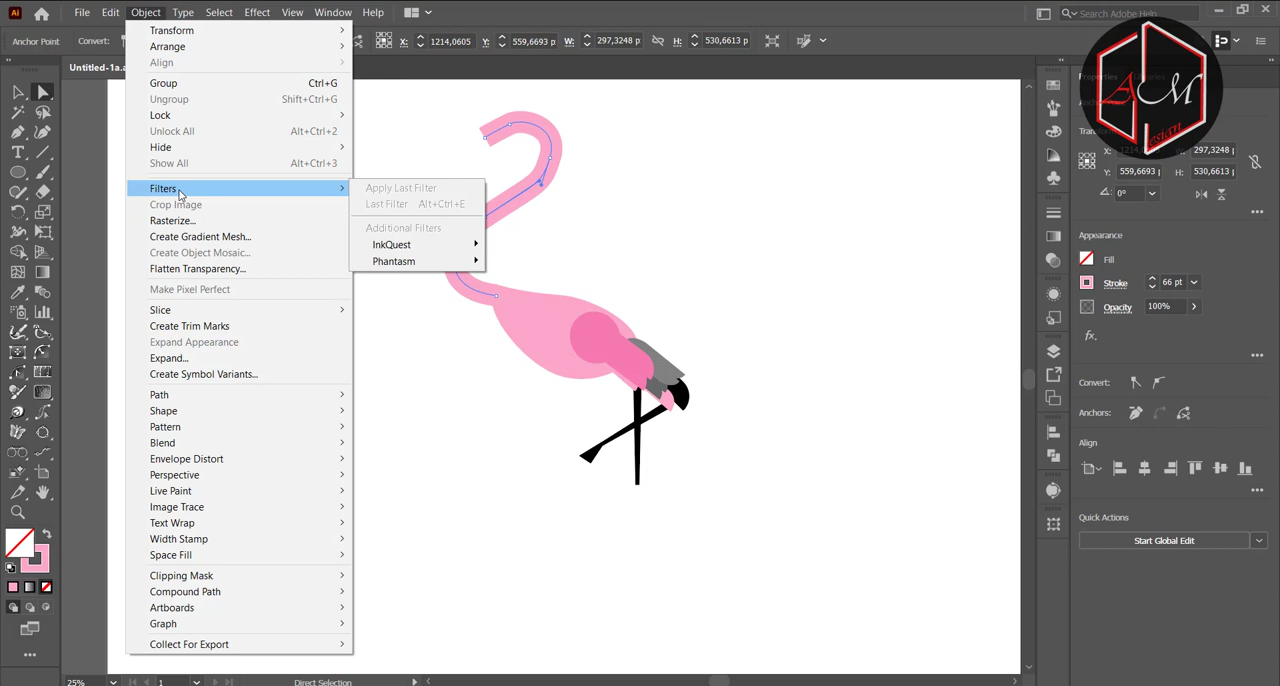 Ai File Edit Object Type Select Effect View Window Help Search Adobe Help
Anchor Point Convert: X: 1214,0605 Y: 559,6693 p W: 297,3248 p H: 530,6613 p
Untitled-1a.a
Transform
Arrange
Align
Group Ctrl+G
Ungroup Shift+Ctrl+G
Lock
Unlock All Alt+Ctrl+2
Hide
Show All Alt+Ctrl+3
Filters
Crop Image
Rasterize...
Create Gradient Mesh...
Create Object Mosaic...
Flatten Transparency...
Make Pixel Perfect
Slice
Create Trim Marks
Expand Appearance
Expand...
Create Symbol Variants...
Path
Shape
Pattern
Blend
Envelope Distort
Perspective
Live Paint
Image Trace
Text Wrap
Width Stamp
Space Fill
Clipping Mask
Compound Path
Artboards
Graph
Collect For Export
Apply Last Filter
Last Filter Alt+Ctrl+E
Additional Filters
InkQuest
Phantasm
AM
esign
X: 1214,0605 W: 297,3248 p
Y: 559,6693 p H: 530,6613 p
0°
Appearance
Fill
Stroke 66 pt
Opacity 100%
fx.
Convert:
Anchors:
Align
Quick Actions
Start Global Edit
25% 1 Direct Selection